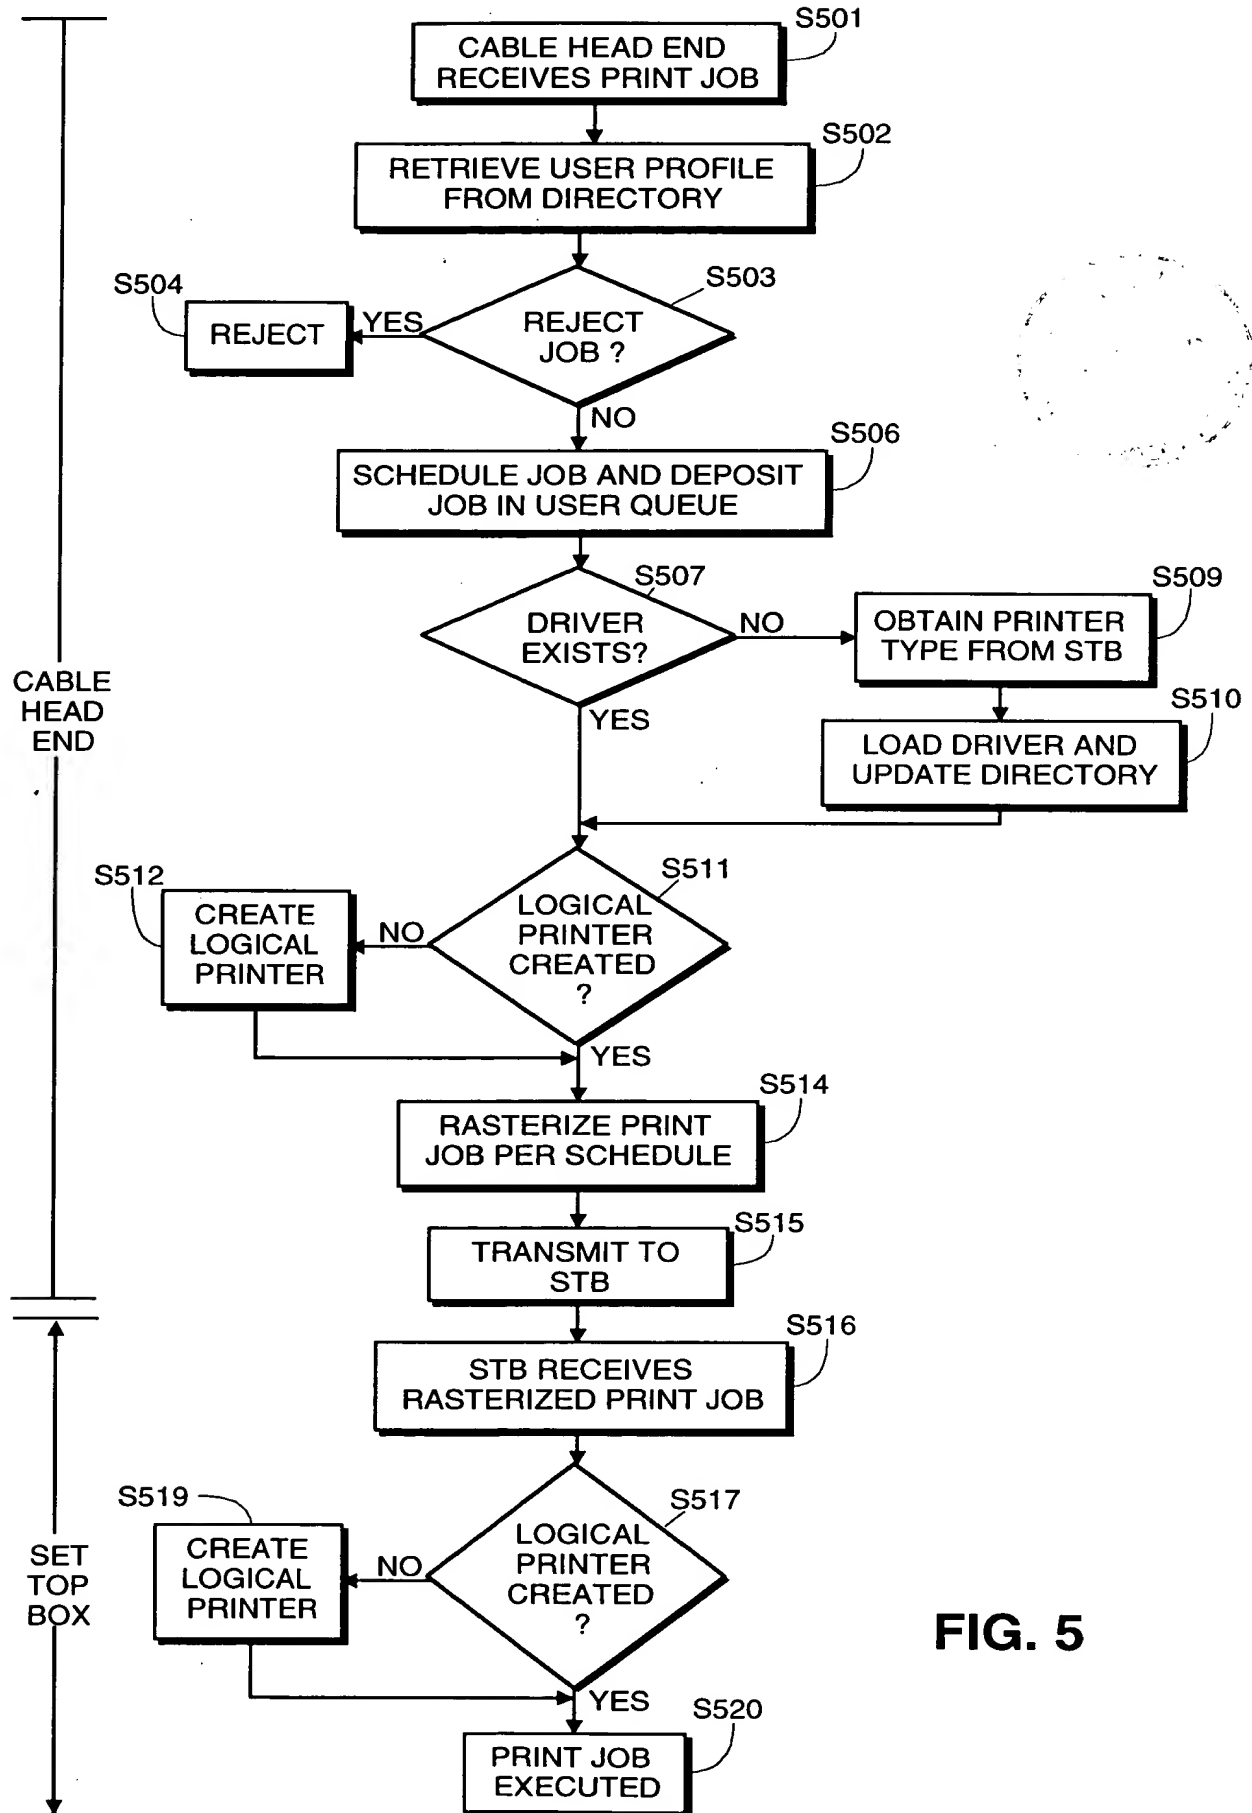 S501
CABLE HEAD END
RECEIVES PRINT JOB
S502
RETRIEVE USER PROFILE
FROM DIRECTORY
S503
REJECT
JOB ?
YES
S504
REJECT
NO
S506
SCHEDULE JOB AND DEPOSIT
JOB IN USER QUEUE
S507
DRIVER
EXISTS?
NO
S509
OBTAIN PRINTER
TYPE FROM STB
S510
LOAD DRIVER AND
UPDATE DIRECTORY
YES
CABLE
HEAD
END
S511
LOGICAL
PRINTER
CREATED
?
NO
S512
CREATE
LOGICAL
PRINTER
YES
S514
RASTERIZE PRINT
JOB PER SCHEDULE
S515
TRANSMIT TO
STB
S516
STB RECEIVES
RASTERIZED PRINT JOB
S517
LOGICAL
PRINTER
CREATED
?
NO
S519
CREATE
LOGICAL
PRINTER
SET
TOP
BOX
YES
S520
PRINT JOB
EXECUTED
FIG. 5